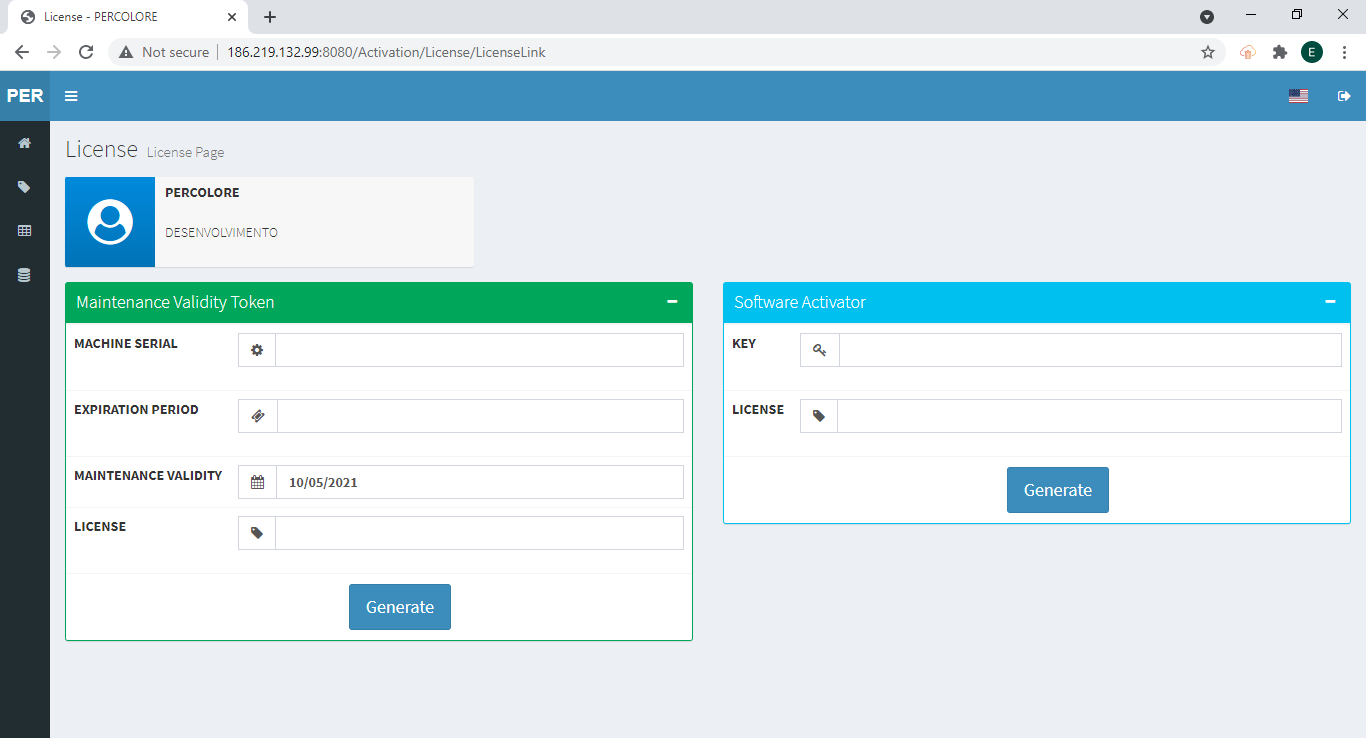 License - PERCOLORE
Not secure
186.219.132.99:8080/Activation/License/LicenseLink
E
PER
License License Page
PERCOLORE
DESENVOLVIMENTO
Maintenance Validity Token
MACHINE SERIAL
EXPIRATION PERIOD
MAINTENANCE VALIDITY
10/05/2021
LICENSE
Generate
Software Activator
KEY
LICENSE
Generate